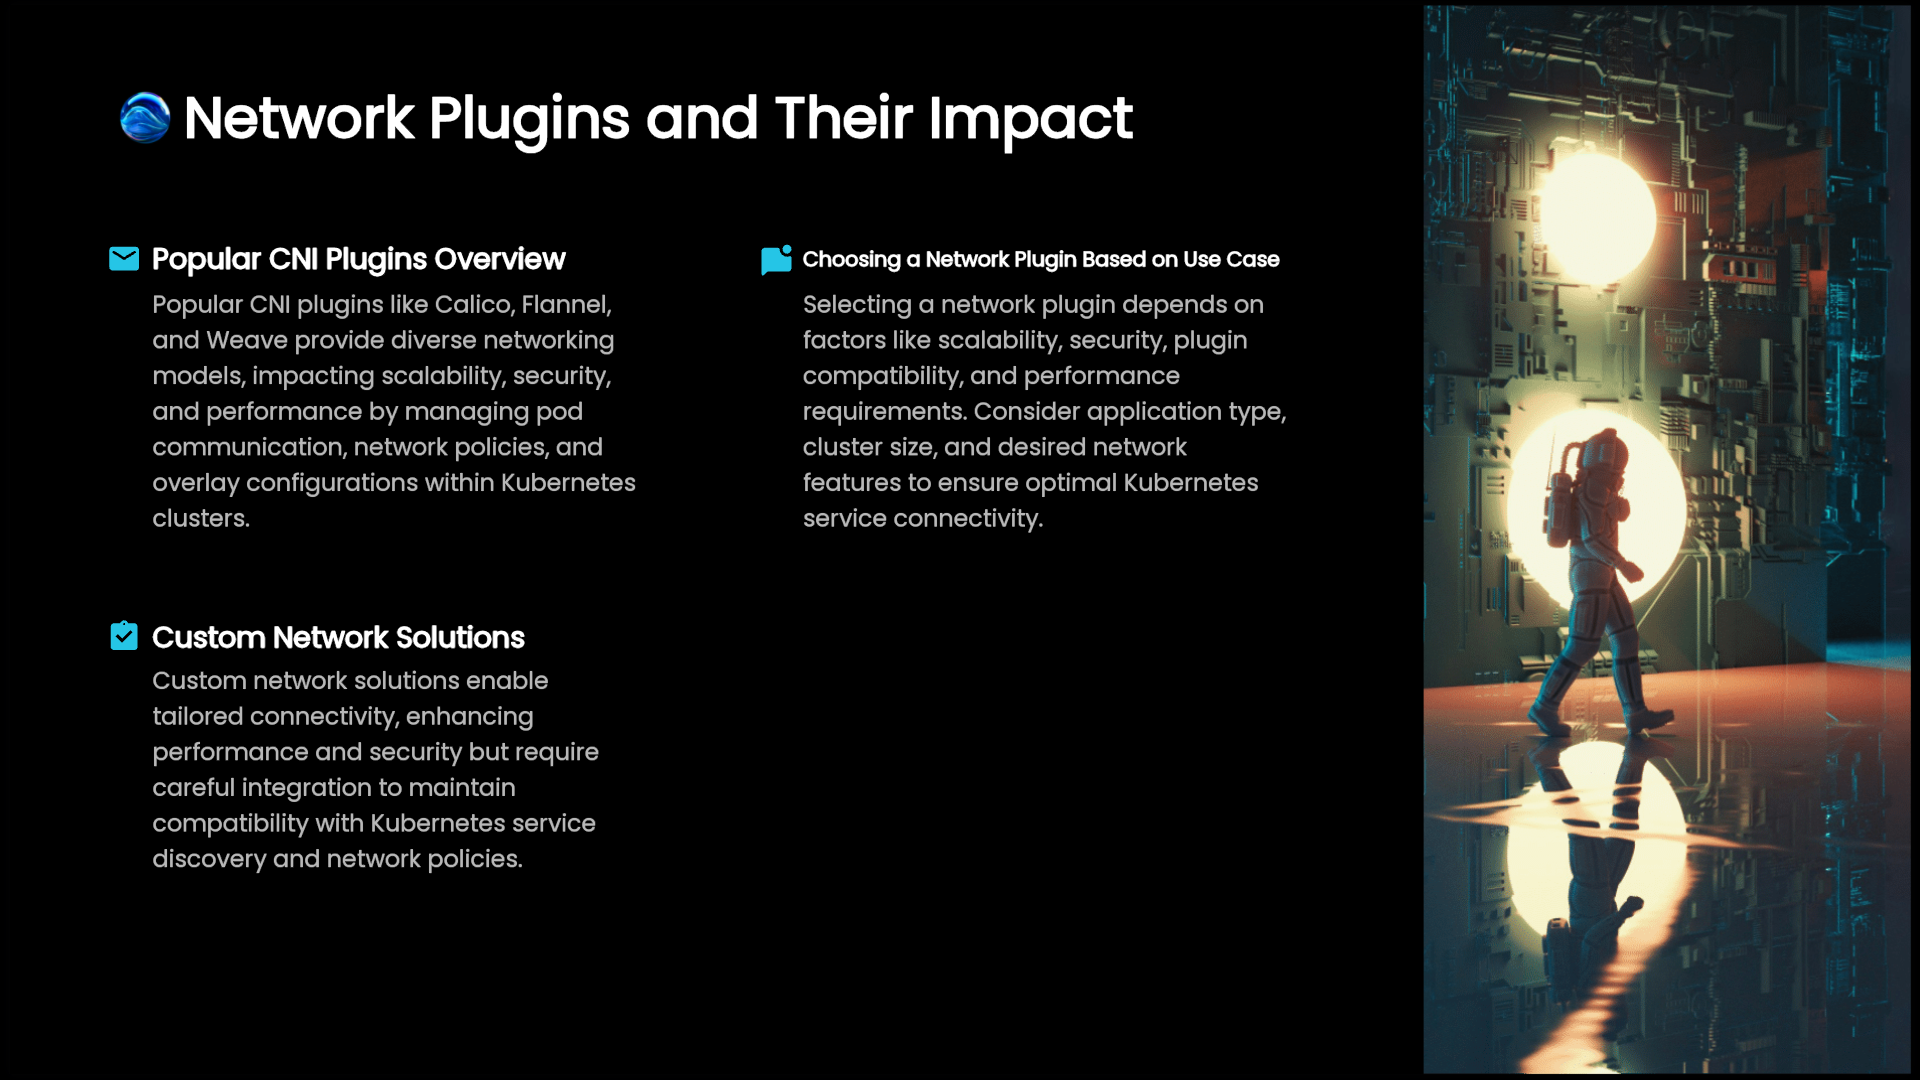 Network Plugins and Their Impact
Popular CNI Plugins Overview
Popular CNI plugins like Calico, Flannel,
and Weave provide diverse networking
models, impacting scalability, security,
and performance by managing pod
communication, network policies, and
overlay configurations within Kubernetes
clusters.
Choosing a Network Plugin Based on Use Case
Selecting a network plugin depends on
factors like scalability, security, plugin
compatibility, and performance
requirements. Consider application type,
cluster size, and desired network
features to ensure optimal Kubernetes
service connectivity.
Custom Network Solutions
Custom network solutions enable
tailored connectivity, enhancing
performance and security but require
careful integration to maintain
compatibility with Kubernetes service
discovery and network policies.